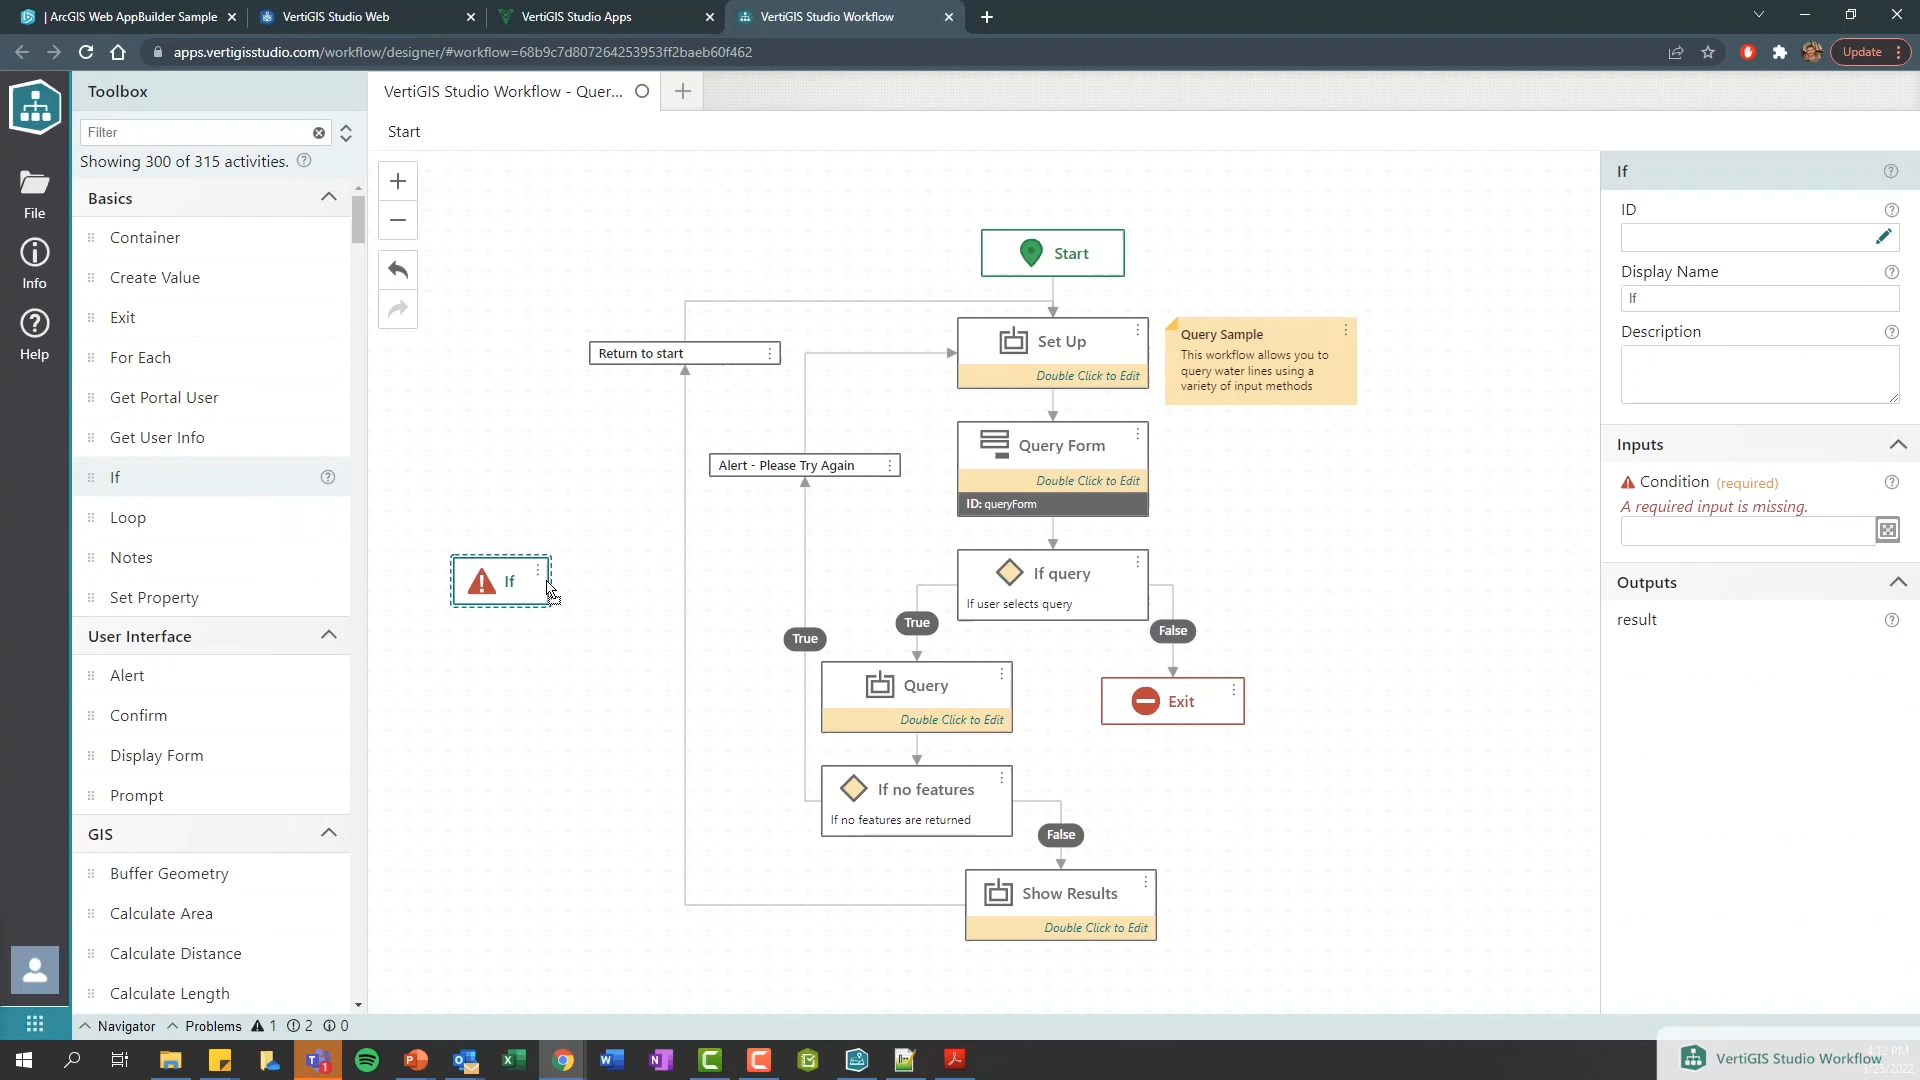 | ArcGIS Web AppBuilder Sample
VertiGIS Studio Web
VertiGIS Studio Apps
VertiGIS Studio Workflow
apps.vertigisstudio.com/workflow/designer/#workflow=68b9c7d807264253953ff2baeb60f462
Update
File
Info
Help
Toolbox
Filter
Showing 300 of 315 activities.
Basics
Container
Create Value
Exit
For Each
Get Portal User
Get User Info
If
Loop
Notes
Set Property
User Interface
Alert
Confirm
Display Form
Prompt
GIS
Buffer Geometry
Calculate Area
Calculate Distance
Calculate Length
VertiGIS Studio Workflow - Quer...
Start
Start
Set Up
Double Click to Edit
Query Sample
This workflow allows you to
query water lines using a
variety of input methods
Return to start
Query Form
Double Click to Edit
ID: queryForm
Alert - Please Try Again
If
If query
If user selects query
True
True
False
Query
Double Click to Edit
Exit
If no features
If no features are returned
False
Show Results
Double Click to Edit
If
ID
Display Name
If
Description
Inputs
Condition (required)
A required input is missing.
Outputs
result
Navigator Problems 1 2 0
VertiGIS Studio Workflow
4:12 PM
3/25/2022